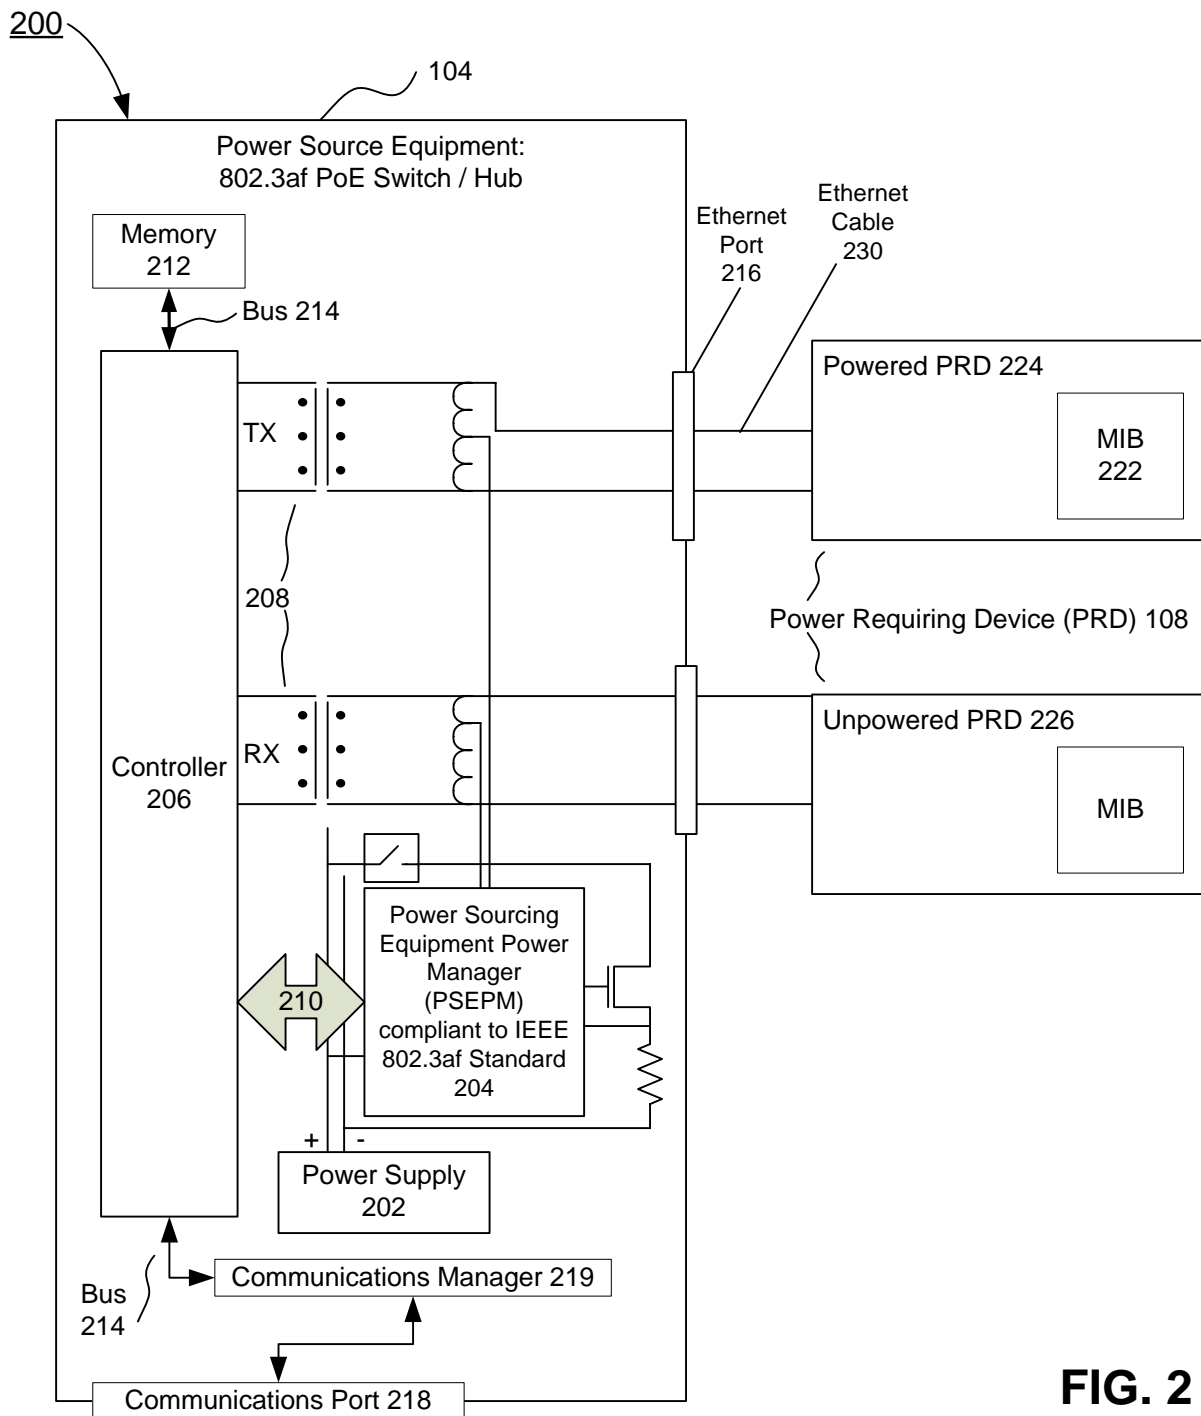 200
104
Power Source Equipment:
802.3af PoE Switch / Hub
Memory
212
Bus 214
Ethernet
Port
216
Ethernet
Cable
230
Powered PRD 224
MIB
222
TX
208
Power Requiring Device (PRD) 108
Unpowered PRD 226
MIB
RX
Controller
206
Power Sourcing
Equipment Power
Manager
(PSEPM)
compliant to IEEE
802.3af Standard
204
210
+ -
Power Supply
202
Communications Manager 219
Bus
214
Communications Port 218
FIG. 2